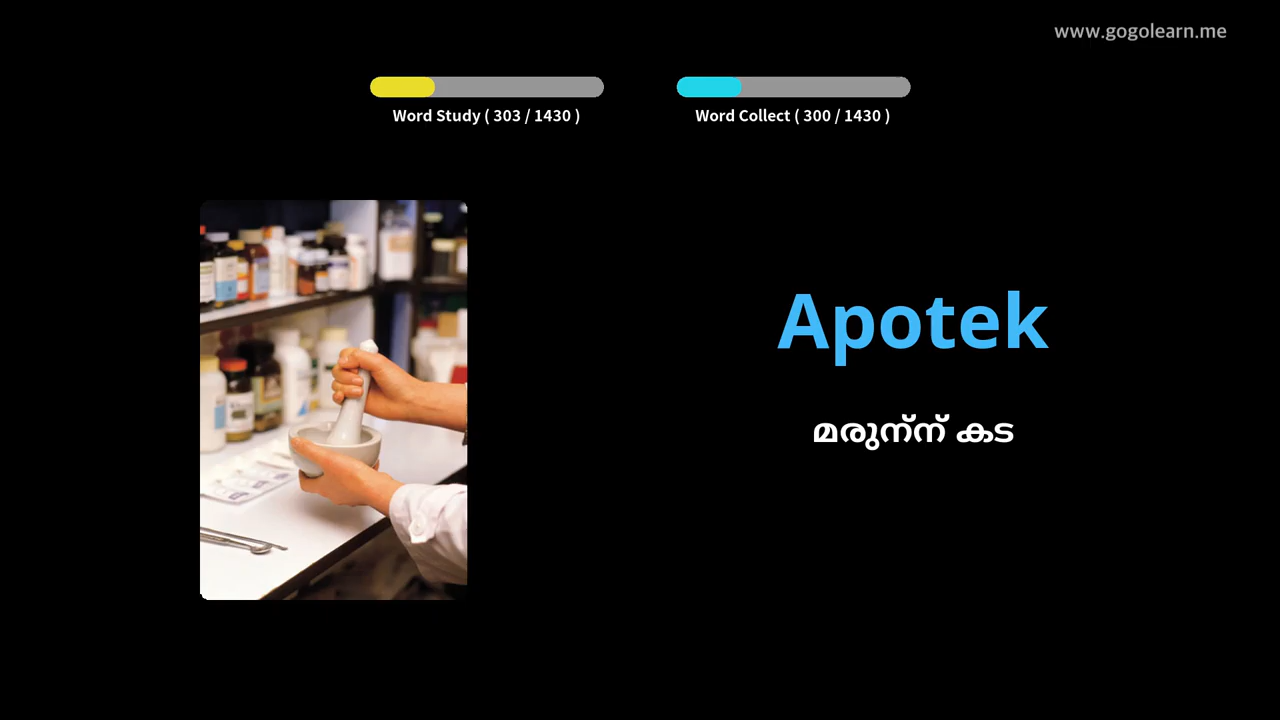 www.gogolearn.me
Word Study ( 303 / 1430 )
Word Collect ( 300 / 1430 )
Apotek
മരുന്ന് കട